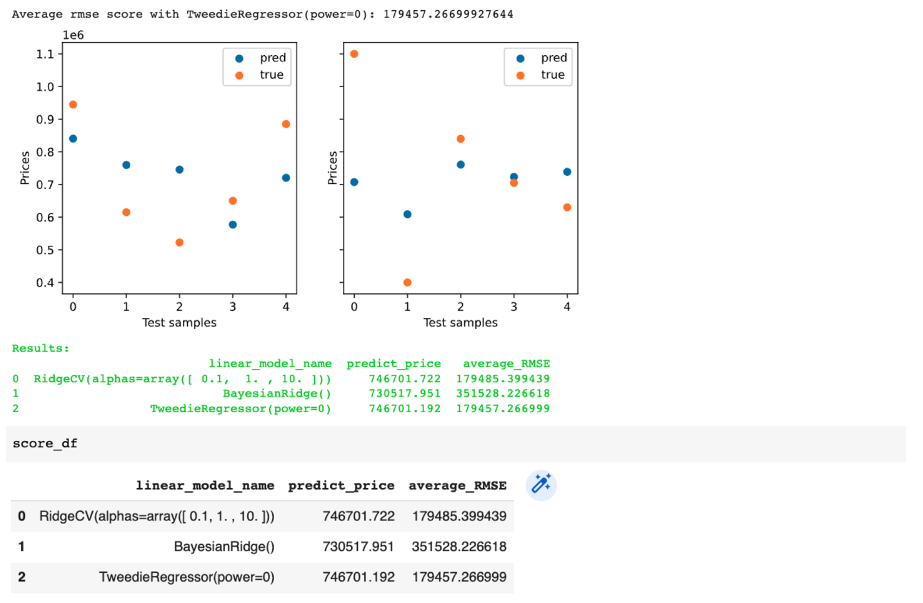 Average rmse score with TweedieRegressor(power=0): 179457.26699927644
1e6
1.1
1.0
0.9
0.8
0.7
0.6
0.5
0.4
Prices
pred
true
0 1 2 3 4
Test samples
Prices
pred
true
0 1 2 3 4
Test samples
Results:
linear_model_name predict_price average_RMSE
0 RidgeCV(alphas=array([ 0.1, 1. , 10. ])) 746701.722 179485.399439
1 BayesianRidge() 730517.951 351528.226618
2 TweedieRegressor(power=0) 746701.192 179457.266999
score_df
linear_model_name predict_price average_RMSE
0 RidgeCV(alphas=array([ 0.1, 1. , 10. ])) 746701.722 179485.399439
1 BayesianRidge() 730517.951 351528.226618
2 TweedieRegressor(power=0) 746701.192 179457.266999